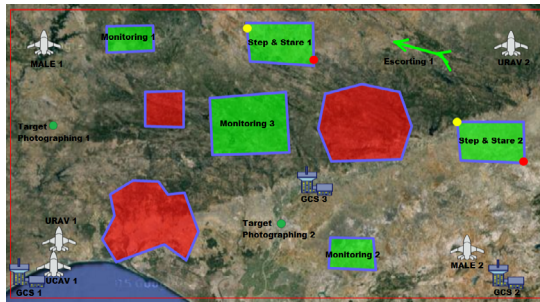 Monitoring 1
Step & Stare 1
MALE 1
Escorting 1
URAV 2
Target
Photographing 1
Monitoring 3
Step & Stare 2
GCS 3
URAV 1
Target
Photographing 2
Monitoring 2
MALE 2
UCAV 1
GCS 1
GCS 2